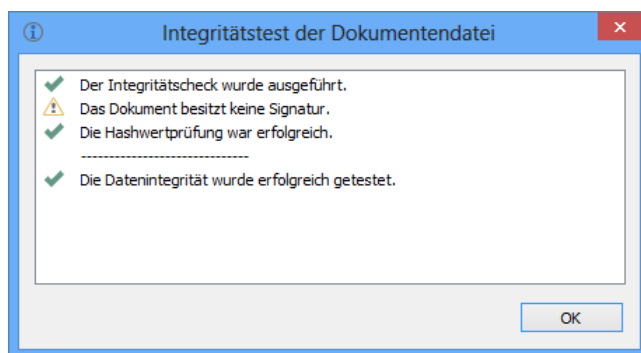 Integritätstest der Dokumentendatei
Der Integritätscheck wurde ausgeführt.
Das Dokument besitzt keine Signatur.
Die Hashwertprüfung war erfolgreich.
------------------------------
Die Datenintegrität wurde erfolgreich getestet.
OK